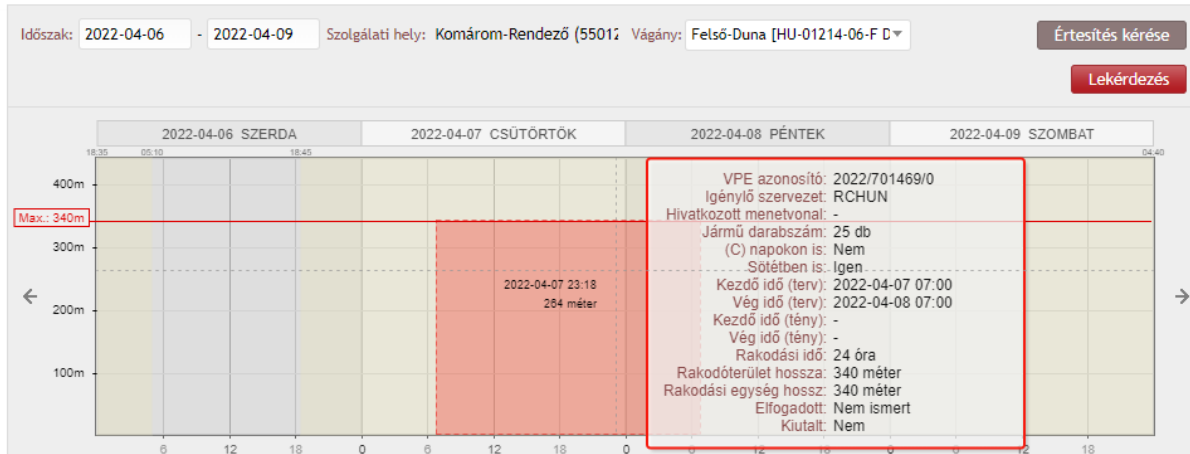 Időszak: 2022-04-06 - 2022-04-09 Szolgálati hely: Komárom-Rendező (55012 Vágány: Felső-Duna [HU-01214-06-F D Értesítés kérése
Lekérdezés
2022-04-06 SZERDA 2022-04-07 CSÜTÖRTÖK 2022-04-08 PÉNTEK 2022-04-09 SZOMBAT
18:35 05:10 18:45 04:40
400m
Max.: 340m
300m
200m
100m
2022-04-07 23:18
264 méter
VPE azonosító: 2022/701469/0
Igénylő szervezet: RCHUN
Hivatkozott menetvonal: -
Jármű darabszám: 25 db
(C) napokon is: Nem
Sötétben is: Igen
Kezdő idő (terv): 2022-04-07 07:00
Vég idő (terv): 2022-04-08 07:00
Kezdő idő (tény): -
Vég idő (tény): -
Rakodási idő: 24 óra
Rakodóterület hossza: 340 méter
Rakodási egység hossz: 340 méter
Elfogadott: Nem ismert
Kiutalt: Nem
6 12 18 0 6 12 18 0 6 12 18 0 6 12 18